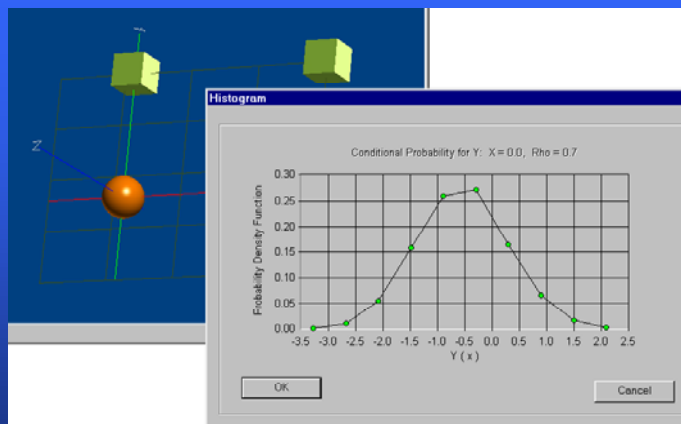 Y
Z
Histogram
Conditional Probability for Y: X = 0.0, Rho = 0.7
Probability Density Function
0.30
0.25
0.20
0.15
0.10
0.05
0.00
-3.5 -3.0 -2.5 -2.0 -1.5 -1.0 -0.5 0.0 0.5 1.0 1.5 2.0 2.5
Y ( x )
OK
Cancel